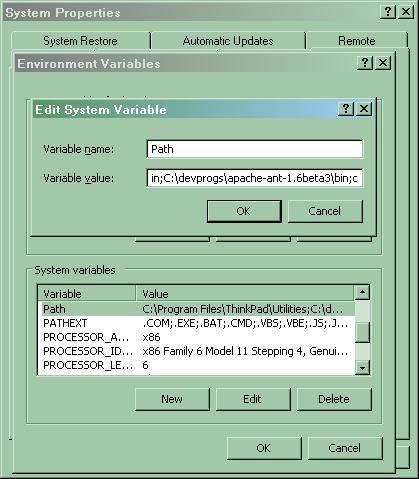 System Properties
System Restore Automatic Updates Remote
Environment Variables
Edit System Variable
Variable name: Path
Variable value: in;C:\devprogs\apache-ant-1.6beta3\bin;c
OK Cancel
System variables
Variable Value
Path C:\Program Files\ThinkPad\Utilities;C:\d...
PATHEXT .COM;.EXE;.BAT;.CMD;.VBS;.VBE;.JS;.J...
PROCESSOR_A... x86
PROCESSOR_ID... x86 Family 6 Model 11 Stepping 4, Genui...
PROCESSOR_LE... 6
New Edit Delete
OK Cancel